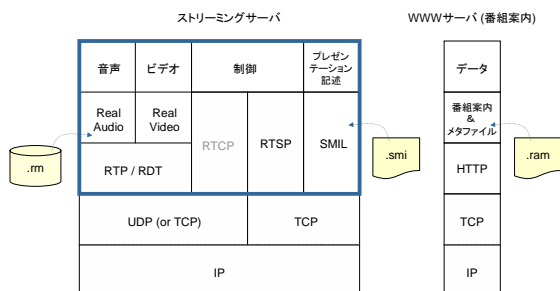 ストリーミングサーバ
WWWサーバ (番組案内)
音声
ビデオ
制御
プレゼン
テーション
記述
データ
Real
Audio
Real
Video
RTCP
RTSP
SMIL
番組案内
&
メタファイル
.rm
.smi
.ram
RTP / RDT
HTTP
UDP (or TCP)
TCP
TCP
IP
IP